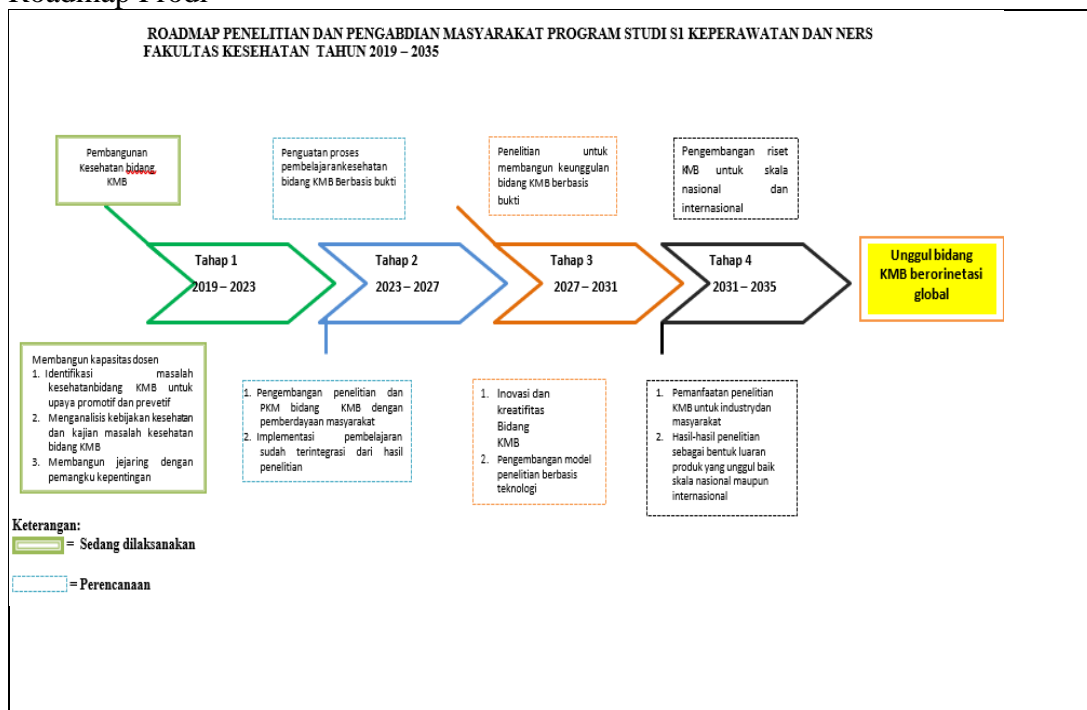 Roadmap Prodi
ROADMAP PENELITIAN DAN PENGABDIAN MASYARAKAT PROGRAM STUDI S1 KEPERAWATAN DAN NERS
FAKULTAS KESEHATAN TAHUN 2019 – 2035
Pembangunan
Kesehatan bidang
KMB
Penguatan proses
pembelajarankesehatan
bidang KMB Berbasis bukti
Penelitian untuk
membangun keunggulan
bidang KMB berbasis
bukti
Pengembangan riset
KMB untuk skala
nasional dan
internasional
Tahap 1
2019 – 2023
Tahap 2
2023 – 2027
Tahap 3
2027 – 2031
Tahap 4
2031 – 2035
Unggul bidang
KMB berorinetasi
global
Membangun kapasitas dosen
1. Identifikasi masalah
kesehatanbidang KMB untuk
upaya promotif dan prevetif
2. Menganalisis kebijakan kesehatan
dan kajian masalah kesehatan
bidang KMB
3. Membangun jejaring dengan
pemangku kepentingan
1. Pengembangan penelitian dan
PKM bidang KMB dengan
pemberdayaan masyarakat
2. Implementasi pembelajaran
sudah terintegrasi dari hasil
penelitian
1. Inovasi dan
kreatifitas
Bidang
KMB
2. Pengembangan model
penelitian berbasis
teknologi
1. Pemanfaatan penelitian
KMB untuk industrydan
masyarakat
2. Hasil-hasil penelitian
sebagai bentuk luaran
produk yang unggul baik
skala nasional maupun
internasional
Keterangan:
= Sedang dilaksanakan
= Perencanaan